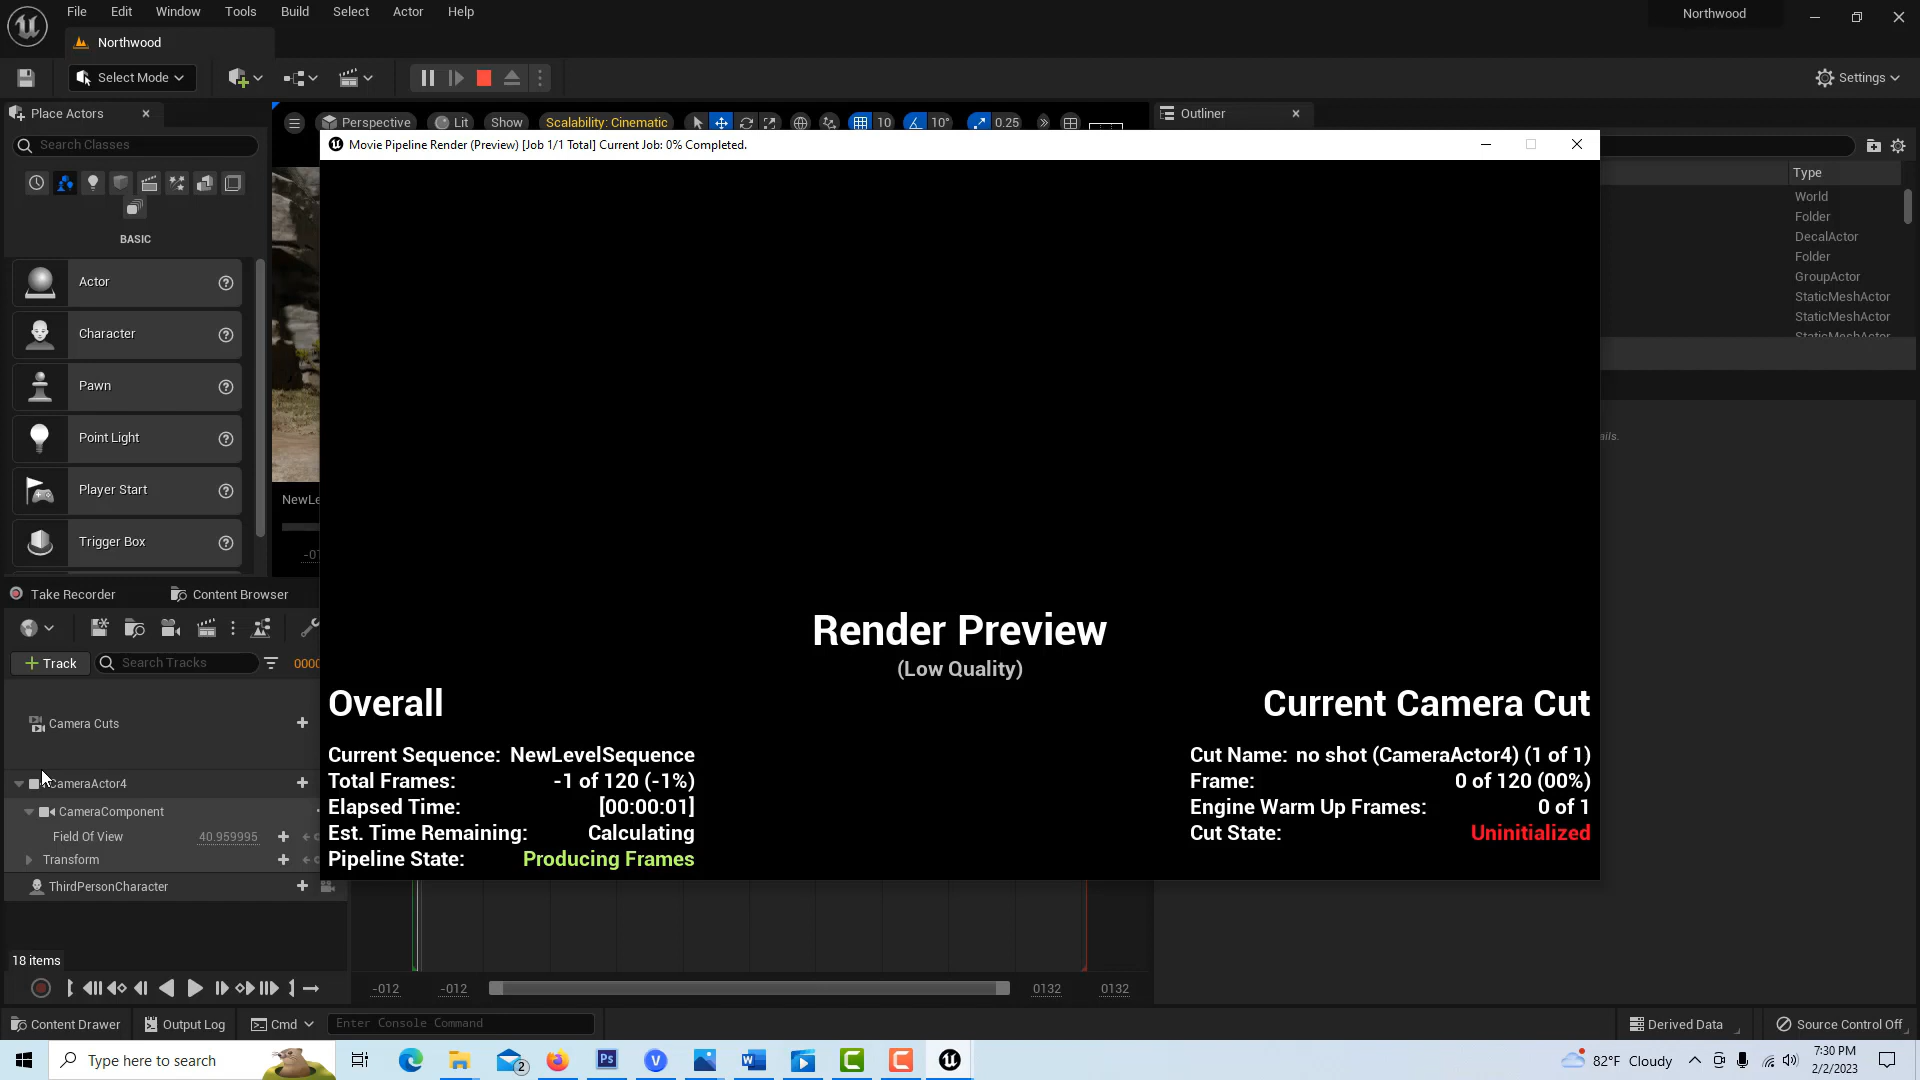 File Edit Window Tools Build Select Actor Help
Northwood
Northwood
Select Mode
Settings
Place Actors
Perspective Lit Show Scalability: Cinematic 10 10° 0.25
Outliner
Search Classes
Movie Pipeline Render (Preview) [Job 1/1 Total] Current Job: 0% Completed.
Type
World
Folder
DecalActor
Folder
GroupActor
StaticMeshActor
StaticMeshActor
StaticMeshActor
BASIC
Actor
Character
Pawn
Point Light
Player Start
Trigger Box
ails.
NewLe
-01
Render Preview
(Low Quality)
Take Recorder Content Browser
Track
Search Tracks
0000
Camera Cuts
CameraActor4
CameraComponent
Field Of View 40.959995
Transform
ThirdPersonCharacter
18 items
Overall
Current Sequence: NewLevelSequence
Total Frames: -1 of 120 (-1%)
Elapsed Time: [00:00:01]
Est. Time Remaining: Calculating
Pipeline State: Producing Frames
Current Camera Cut
Cut Name: no shot (CameraActor4) (1 of 1)
Frame: 0 of 120 (00%)
Engine Warm Up Frames: 0 of 1
Cut State: Uninitialized
-012 -012 0132 0132
Content Drawer Output Log Cmd Enter Console Command Derived Data Source Control Off
Type here to search
Ps
2
82°F Cloudy
7:30 PM
2/2/2023